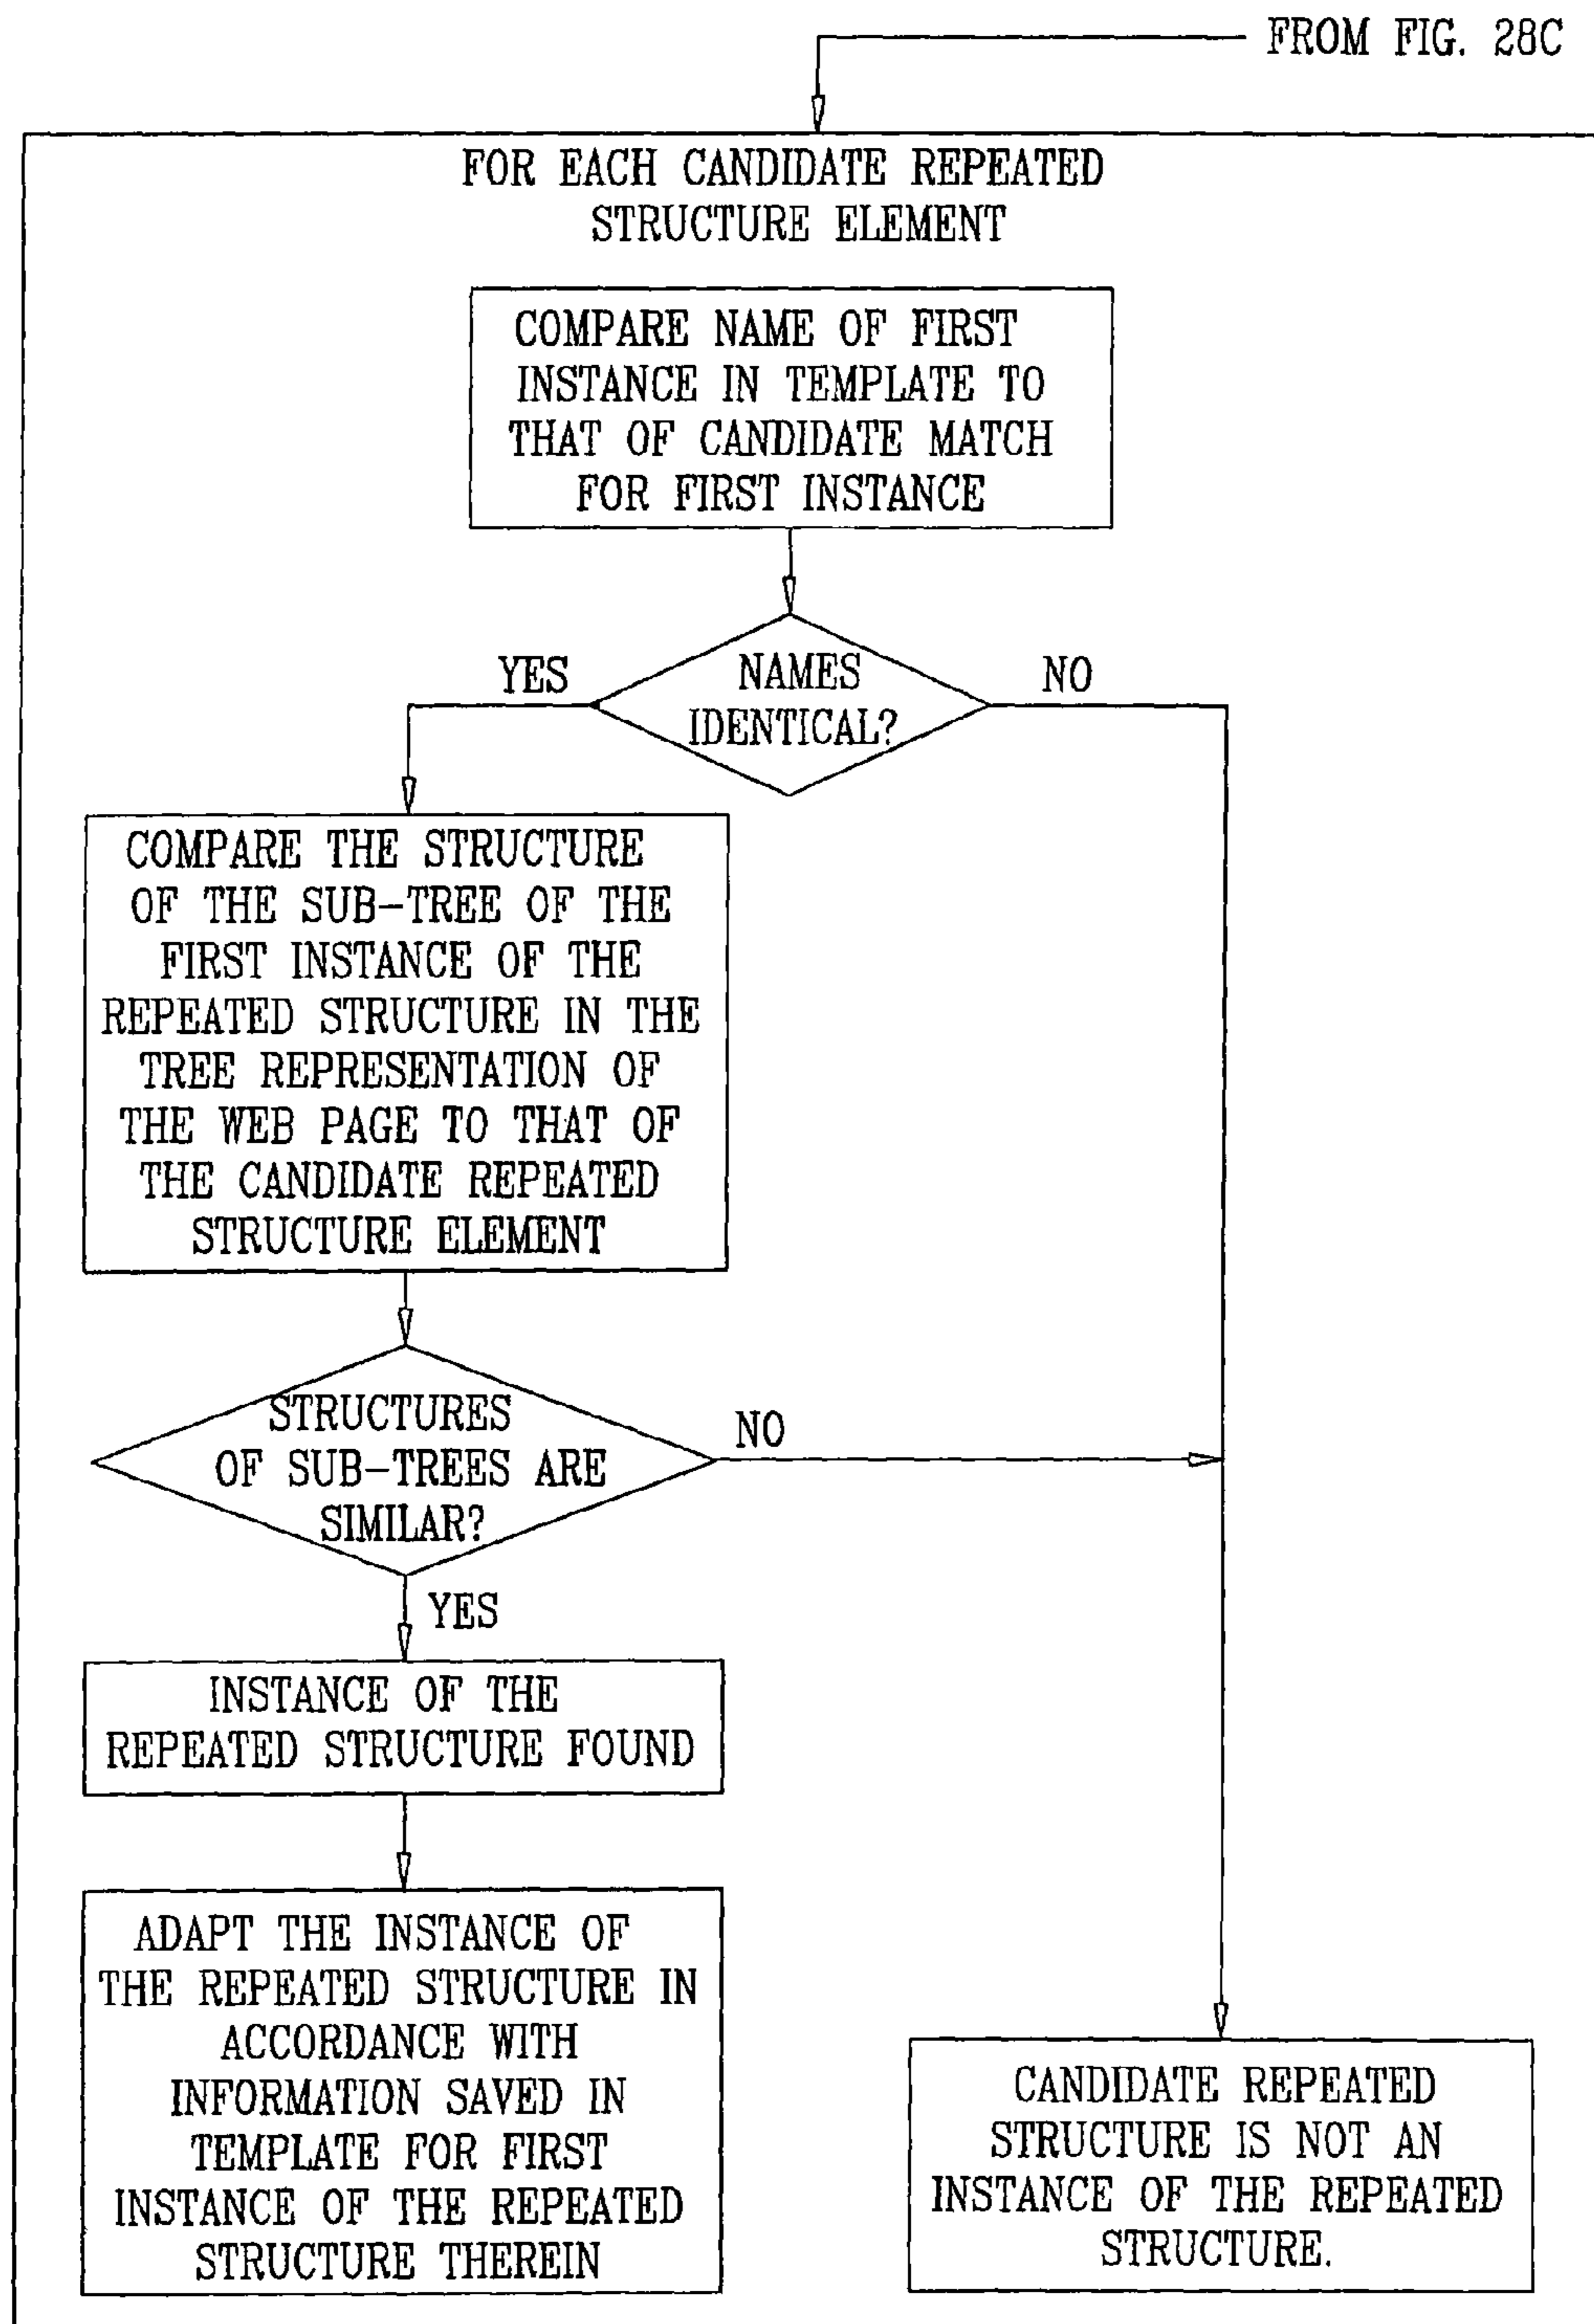 FROM FIG. 28C
FOR EACH CANDIDATE REPEATED
STRUCTURE ELEMENT
COMPARE NAME OF FIRST
INSTANCE IN TEMPLATE TO
THAT OF CANDIDATE MATCH
FOR FIRST INSTANCE
YES
NAMES
IDENTICAL?
NO
COMPARE THE STRUCTURE
OF THE SUB-TREE OF THE
FIRST INSTANCE OF THE
REPEATED STRUCTURE IN THE
TREE REPRESENTATION OF
THE WEB PAGE TO THAT OF
THE CANDIDATE REPEATED
STRUCTURE ELEMENT
STRUCTURES
OF SUB-TREES ARE
SIMILAR?
NO
YES
INSTANCE OF THE
REPEATED STRUCTURE FOUND
ADAPT THE INSTANCE OF
THE REPEATED STRUCTURE IN
ACCORDANCE WITH
INFORMATION SAVED IN
TEMPLATE FOR FIRST
INSTANCE OF THE REPEATED
STRUCTURE THEREIN
CANDIDATE REPEATED
STRUCTURE IS NOT AN
INSTANCE OF THE REPEATED
STRUCTURE.